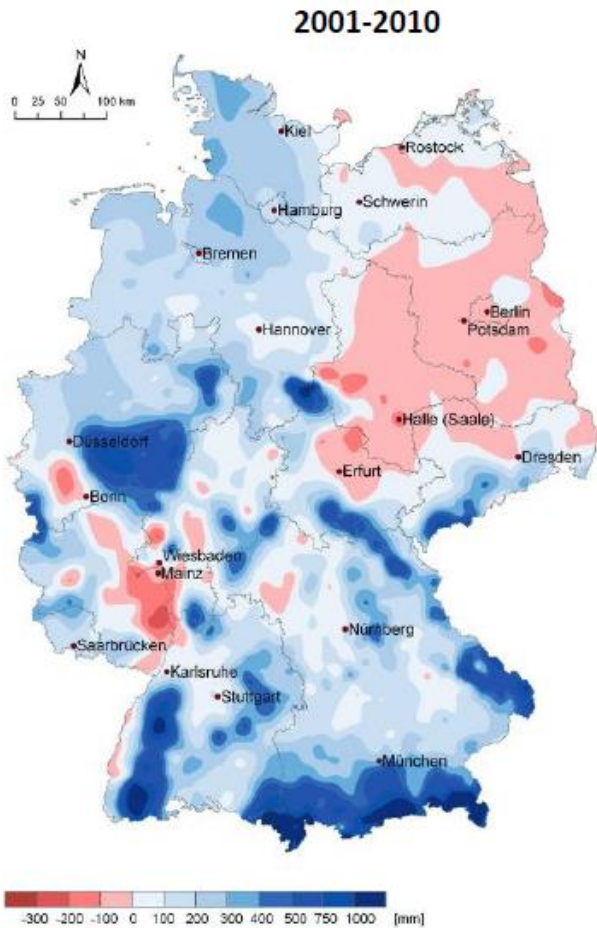 2001-2010
N
0 25 50 100 km
Kiel
Rostock
Schwerin
Hamburg
Bremen
Berlin
Potsdam
Hannover
Halle (Saale)
Düsseldorf
Dresden
Erfurt
Bonn
Wiesbaden
Mainz
Nürnberg
Saarbrücken
Karlsruhe
Stuttgart
München
-300 -200 -100 0 100 200 300 400 500 750 1000 [mm]